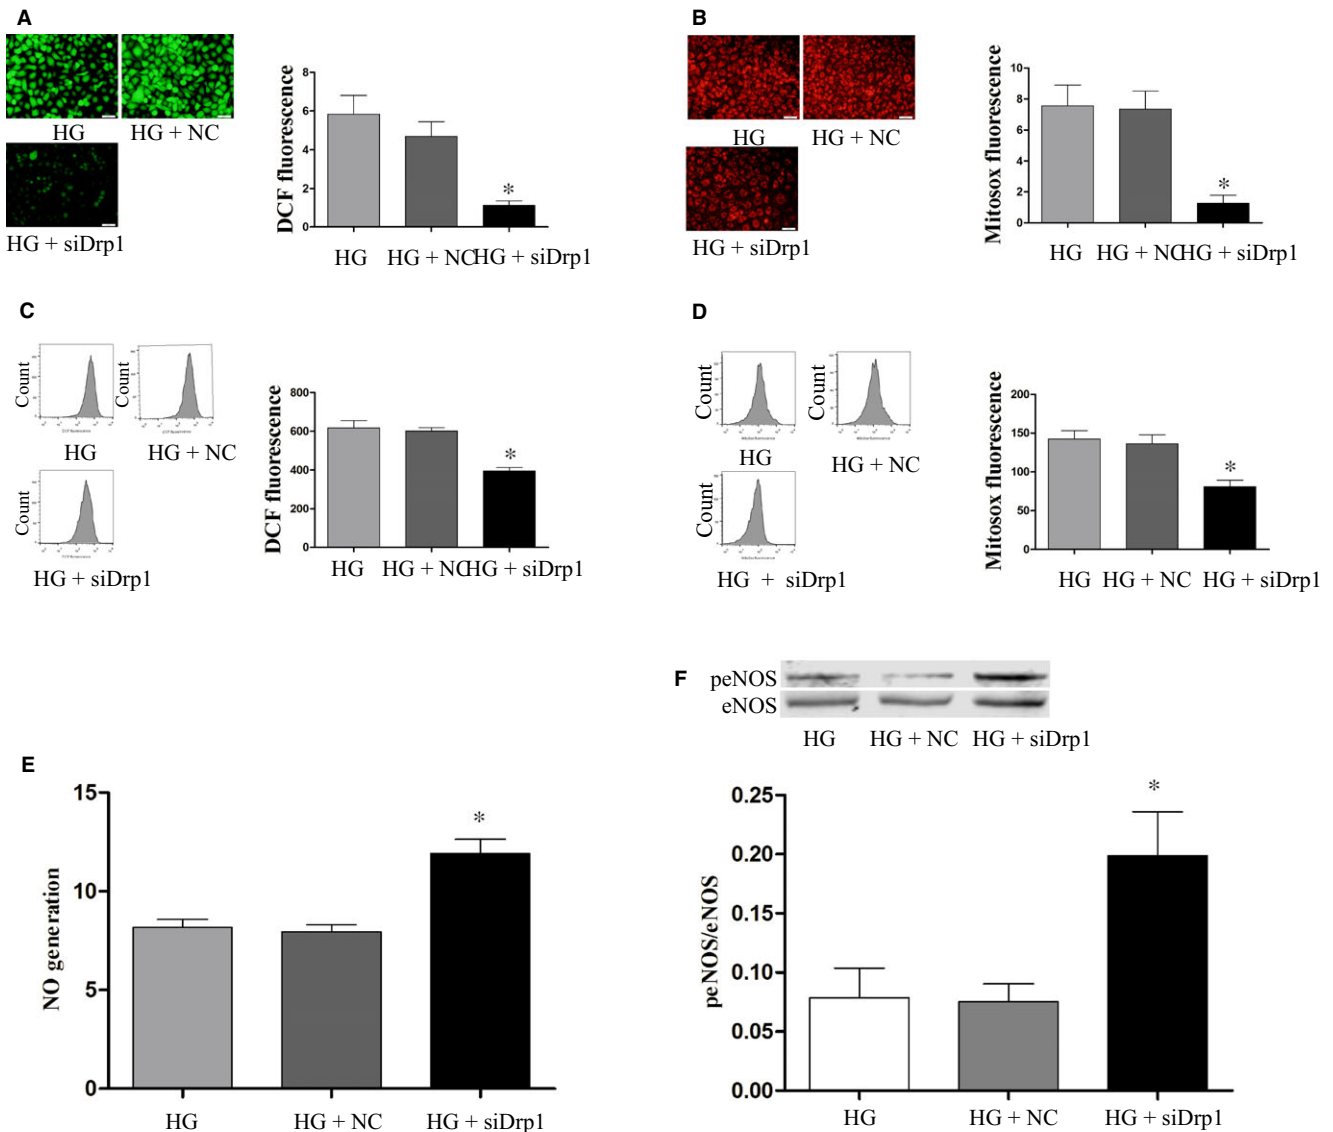 A
HG
HG + NC
HG + siDrp1
DCF fluorescence
8
6
4
2
0
*
HG
HG + NC
HG + siDrp1
B
HG
HG + NC
HG + siDrp1
Mitosox fluorescence
10
8
6
4
2
0
*
HG
HG + NC
HG + siDrp1
C
Count
Count
HG
HG + NC
Count
HG + siDrp1
DCF fluorescence
800
600
400
200
0
*
HG
HG + NC
HG + siDrp1
D
Count
Count
HG
HG + NC
Count
HG + siDrp1
Mitosox fluorescence
200
150
100
50
0
*
HG
HG + NC
HG + siDrp1
E
NO generation
15
10
5
0
*
HG
HG + NC
HG + siDrp1
F
peNOS
eNOS
HG
HG + NC
HG + siDrp1
peNOS/eNOS
0.25
0.20
0.15
0.10
0.05
0.00
*
HG
HG + NC
HG + siDrp1